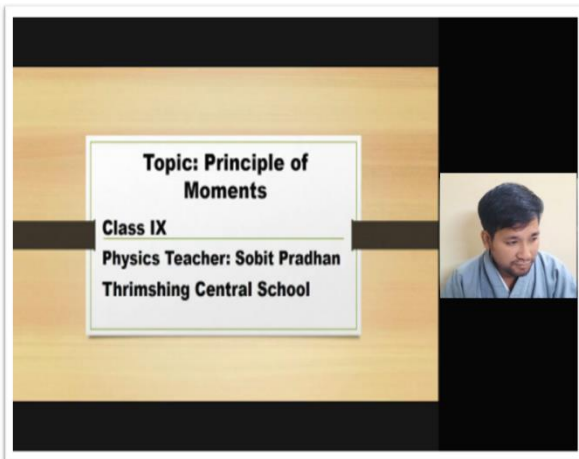 Topic: Principle of
Moments
Class IX
Physics Teacher: Sobit Pradhan
Thrimshing Central School